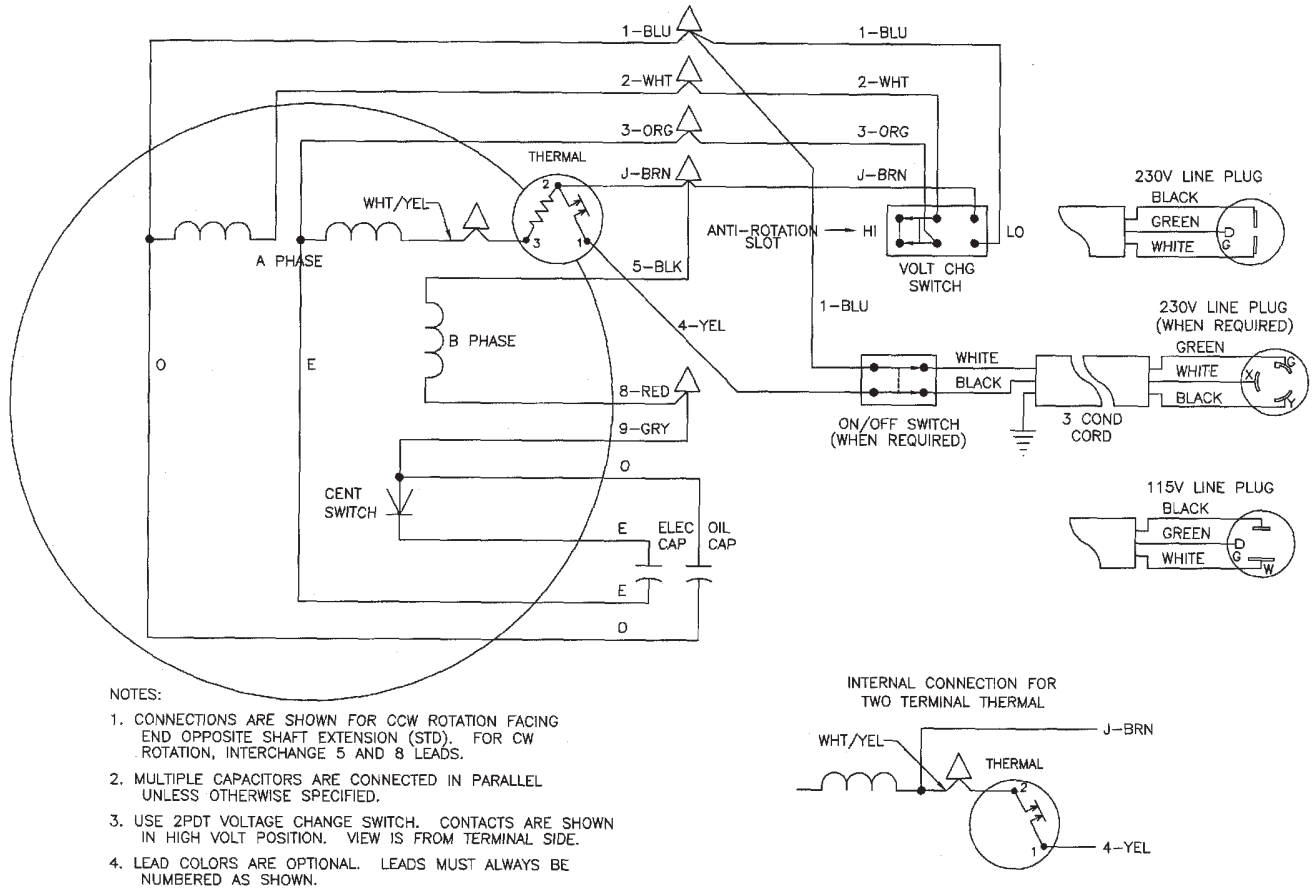 1-BLU
1-BLU
2-WHT
2-WHT
3-ORG
3-ORG
THERMAL
J-BRN
J-BRN
2
WHT/YEL
3
1
A PHASE
5-BLK
B PHASE
4-YEL
1-BLU
ANTI-ROTATION
SLOT
HI
LO
VOLT CHG
SWITCH
230V LINE PLUG
BLACK
GREEN
WHITE
G
O
E
8-RED
9-GRY
O
CENT
SWITCH
E
ELEC
CAP
OIL
CAP
E
O
WHITE
BLACK
ON/OFF SWITCH
(WHEN REQUIRED)
3 COND
CORD
230V LINE PLUG
(WHEN REQUIRED)
GREEN
WHITE
BLACK
G
X
Y
115V LINE PLUG
BLACK
GREEN
WHITE
G
W
NOTES:
1. CONNECTIONS ARE SHOWN FOR CCW ROTATION FACING
END OPPOSITE SHAFT EXTENSION (STD). FOR CW
ROTATION, INTERCHANGE 5 AND 8 LEADS.
2. MULTIPLE CAPACITORS ARE CONNECTED IN PARALLEL
UNLESS OTHERWISE SPECIFIED.
3. USE 2PDT VOLTAGE CHANGE SWITCH. CONTACTS ARE SHOWN
IN HIGH VOLT POSITION. VIEW IS FROM TERMINAL SIDE.
4. LEAD COLORS ARE OPTIONAL. LEADS MUST ALWAYS BE
NUMBERED AS SHOWN.
INTERNAL CONNECTION FOR
TWO TERMINAL THERMAL
J-BRN
WHT/YEL
THERMAL
2
1
4-YEL